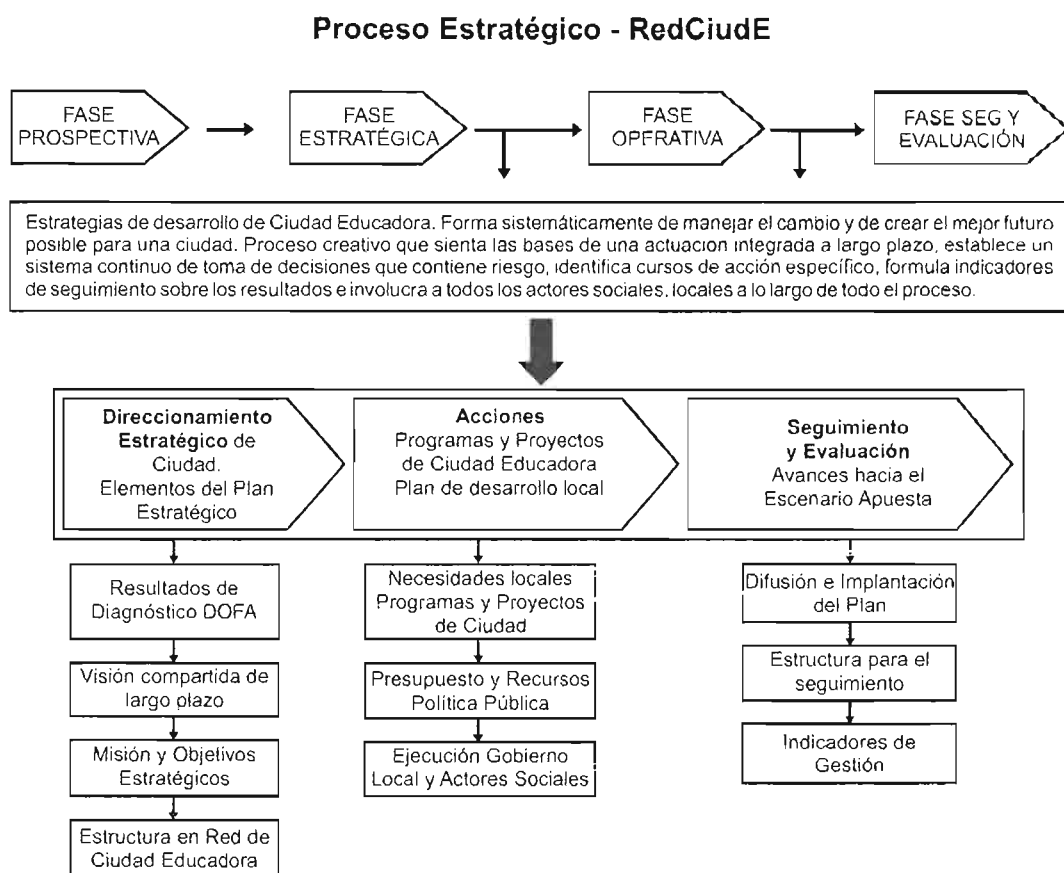 Proceso Estratégico - RedCiudE
FASE
PROSPECTIVA
FASE
ESTRATÉGICA
FASE
OPFRATIVA
FASE SEG Y
EVALUACIÓN
Estrategias de desarrollo de Ciudad Educadora. Forma sistemáticamente de manejar el cambio y de crear el mejor futuro
posible para una ciudad. Proceso creativo que sienta las bases de una actuacion integrada a largo plazo, establece un
sistema continuo de toma de decisiones que contiene riesgo, identifica cursos de acción específico, formula indicadores
de seguimiento sobre los resultados e involucra a todos los actores sociales, locales a lo largo de todo el proceso.
Direccionamiento
Estratégico de
Ciudad.
Elementos del Plan
Estratégico
Acciones
Programas y Proyectos
de Ciudad Educadora
Plan de desarrollo local
Seguimiento
y Evaluación
Avances hacia el
Escenario Apuesta
Resultados de
Diagnóstico DOFA
Visión compartida de
largo plazo
Misión y Objetivos
Estratégicos
Estructura en Red de
Ciudad Educadora
Necesidades locales
Programas y Proyectos
de Ciudad
Presupuesto y Recursos
Política Pública
Ejecución Gobierno
Local y Actores Sociales
Difusión e Implantación
del Plan
Estructura para el
seguimiento
Indicadores de
Gestión